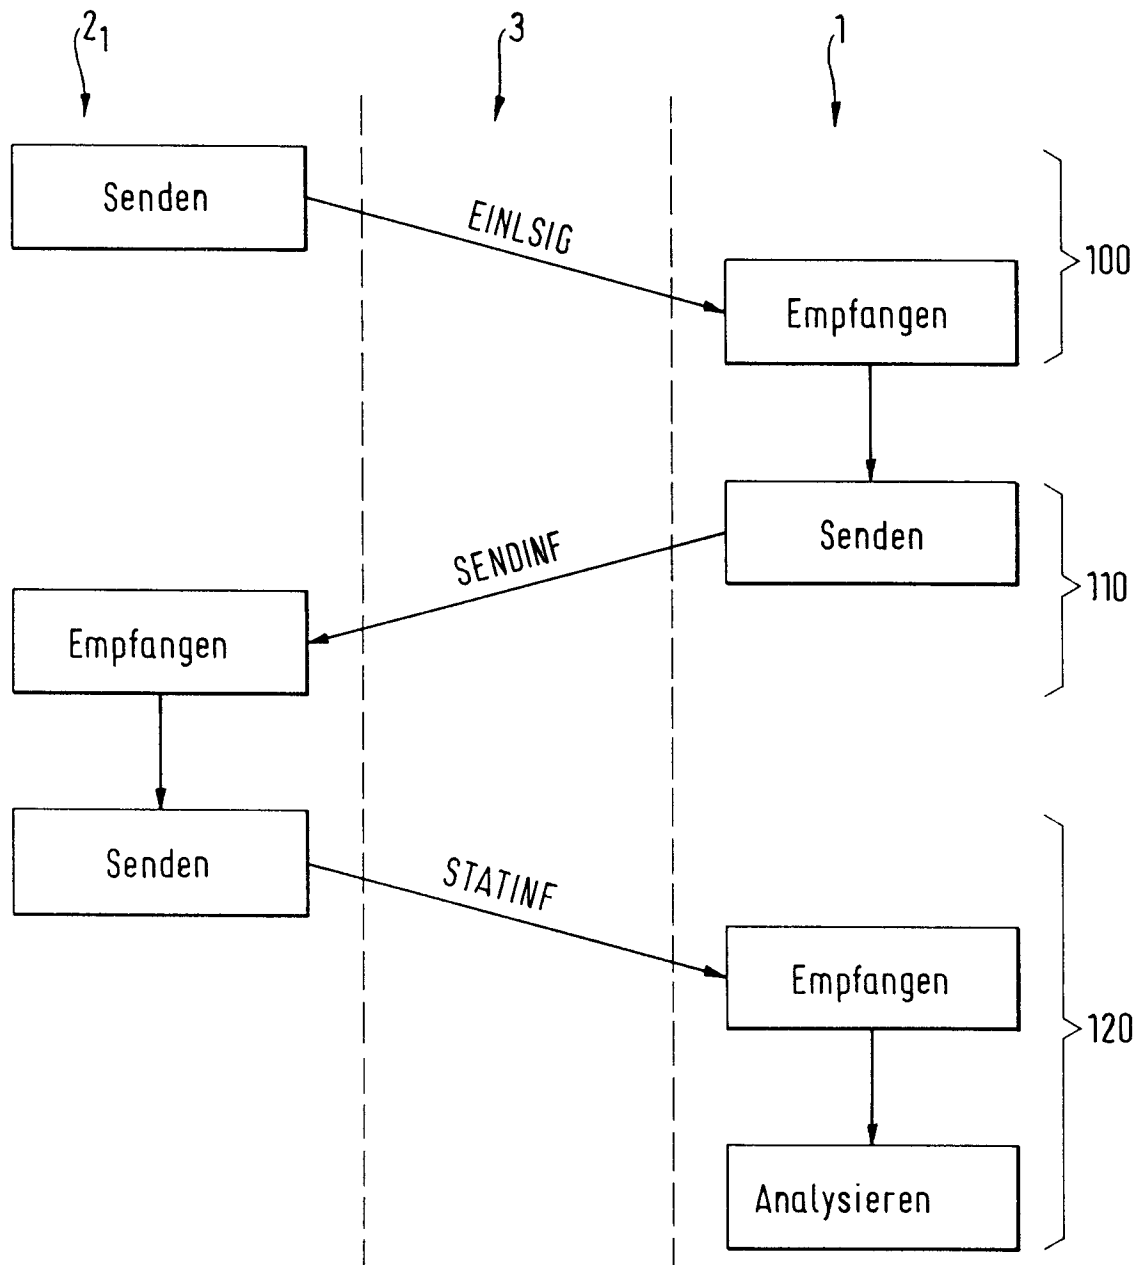 2₁
3
1
Senden
EINLSIG
100
Empfangen
Senden
SENDINF
110
Empfangen
Senden
STATINF
Empfangen
120
Analysieren